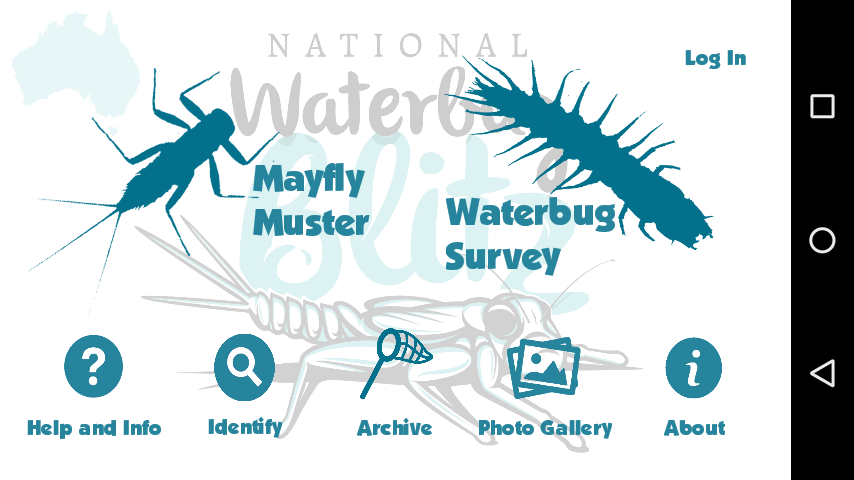 NATIONAL
Waterbug
Blitz
Log In
Mayfly
Muster
Waterbug
Survey
Help and Info
Identify
Archive
Photo Gallery
About